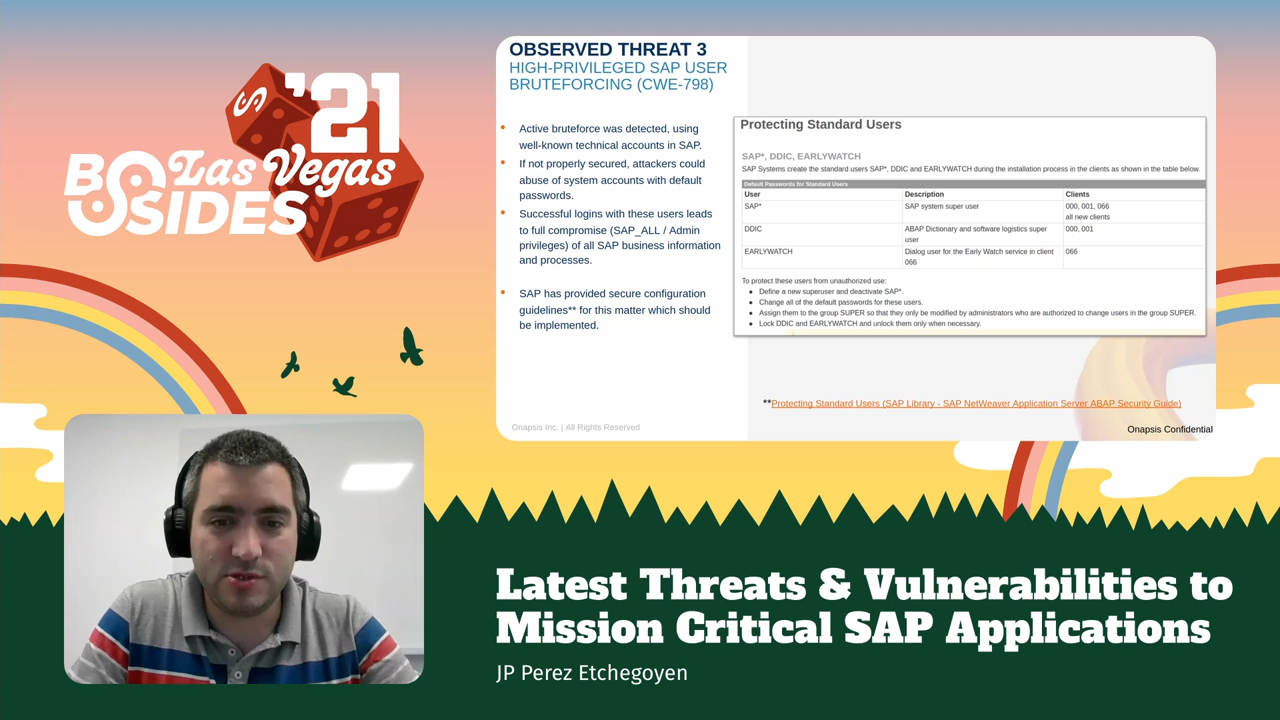 '21
BSIDES
Las Vegas
OBSERVED THREAT 3
HIGH-PRIVILEGED SAP USER
BRUTEFORCING (CWE-798)
• Active bruteforce was detected, using
well-known technical accounts in SAP.
• If not properly secured, attackers could
abuse of system accounts with default
passwords.
• Successful logins with these users leads
to full compromise (SAP_ALL / Admin
privileges) of all SAP business information
and processes.
• SAP has provided secure configuration
guidelines** for this matter which should
be implemented.
Protecting Standard Users
SAP*, DDIC, EARLYWATCH
SAP Systems create the standard users SAP*, DDIC and EARLYWATCH during the installation process in the clients as shown in the table below.
Default Passwords for Standard Users
User Description Clients
SAP* SAP system super user 000, 001, 066
all new clients
DDIC ABAP Dictionary and software logistics super 000, 001
user
EARLYWATCH Dialog user for the Early Watch service in client 066
066
To protect these users from unauthorized use:
• Define a new superuser and deactivate SAP*.
• Change all of the default passwords for these users.
• Assign them to the group SUPER so that they only be modified by administrators who are authorized to change users in the group SUPER.
• Lock DDIC and EARLYWATCH and unlock them only when necessary.
**Protecting Standard Users (SAP Library - SAP NetWeaver Application Server ABAP Security Guide)
Onapsis Inc. | All Rights Reserved
Onapsis Confidential
Latest Threats & Vulnerabilities to
Mission Critical SAP Applications
JP Perez Etchegoyen